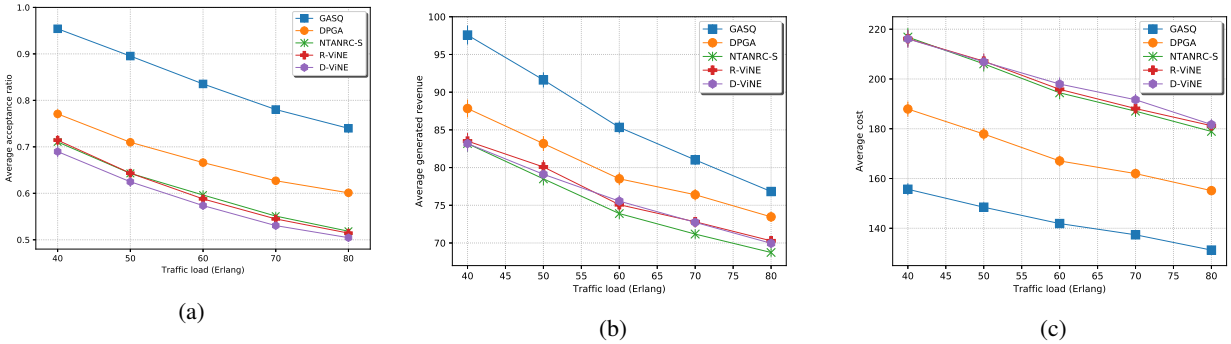 1.0
0.9
0.8
0.7
0.6
0.5
Average acceptance ratio
40 50 60 70 80
Traffic load (Erlang)
GASQ
DPGA
NTANRC-S
R-ViNE
D-ViNE
(a)
100
95
90
85
80
75
70
Average generated revenue
40 45 50 55 60 65 70 75 80
Traffic load (Erlang)
GASQ
DPGA
NTANRC-S
R-ViNE
D-ViNE
(b)
220
200
180
160
140
Average cost
40 45 50 55 60 65 70 75 80
Traffic load (Erlang)
GASQ
DPGA
NTANRC-S
R-ViNE
D-ViNE
(c)